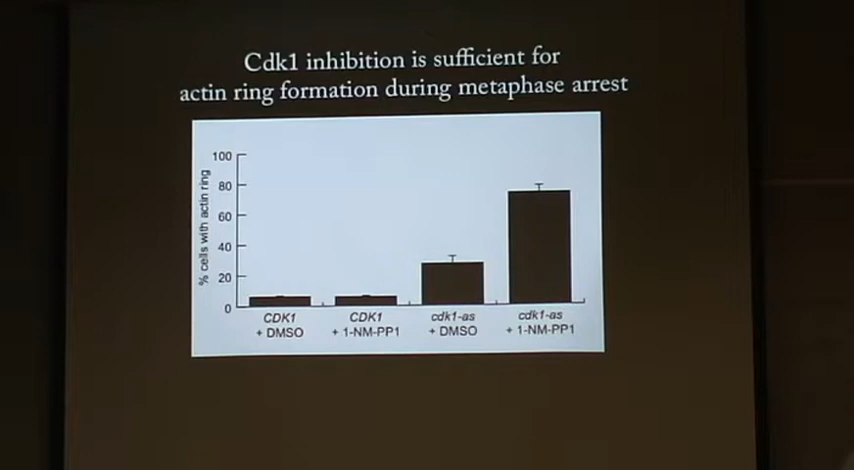 Cdk1 inhibition is sufficient for
actin ring formation during metaphase arrest
% cells with actin ring
100
80
60
40
20
0
CDK1 CDK1 cdk1-as cdk1-as
+ DMSO + 1-NM-PP1 + DMSO + 1-NM-PP1